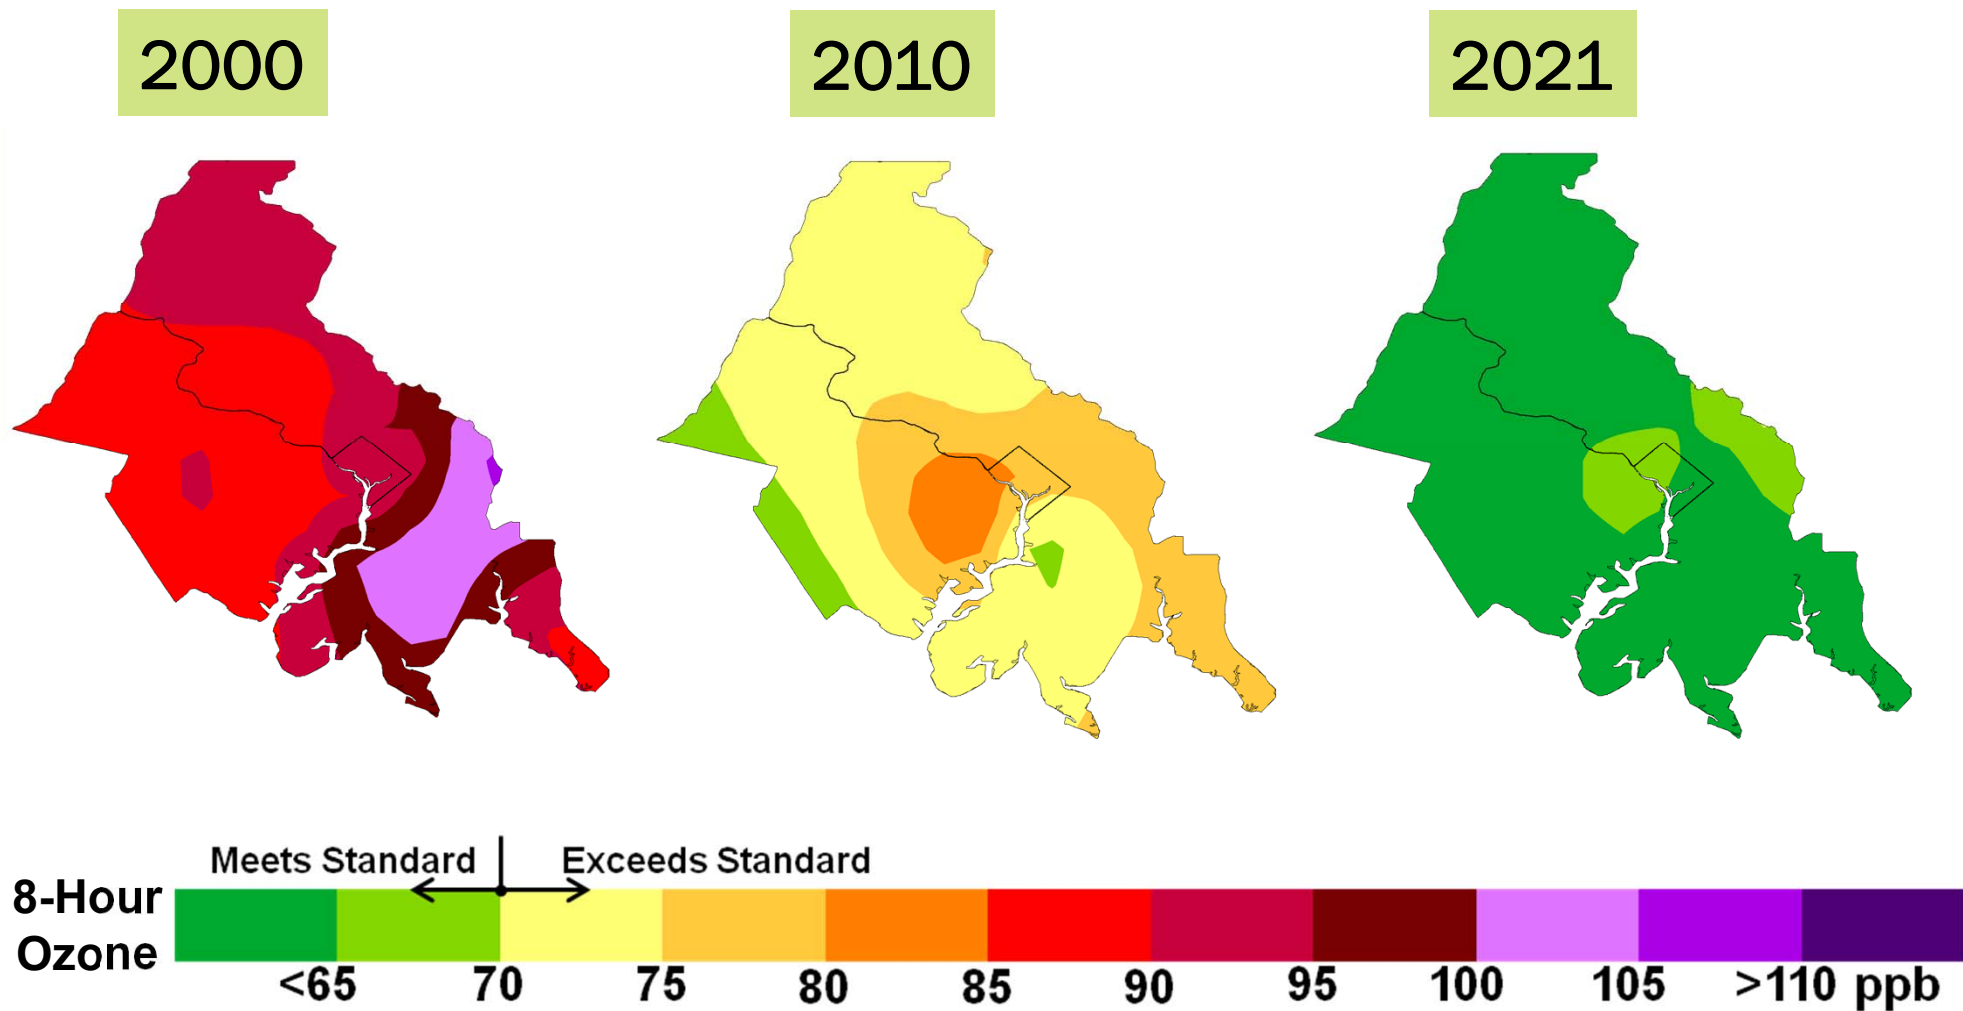 2000
2010
2021
Meets Standard
Exceeds Standard
8-Hour
Ozone
<65 70 75 80 85 90 95 100 105 >110 ppb